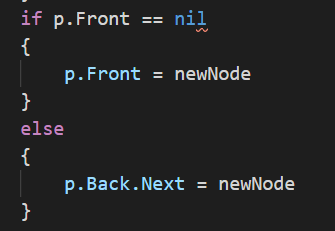 if p.Front == nil
{
p.Front = newNode
}
else
{
p.Back.Next = newNode
}